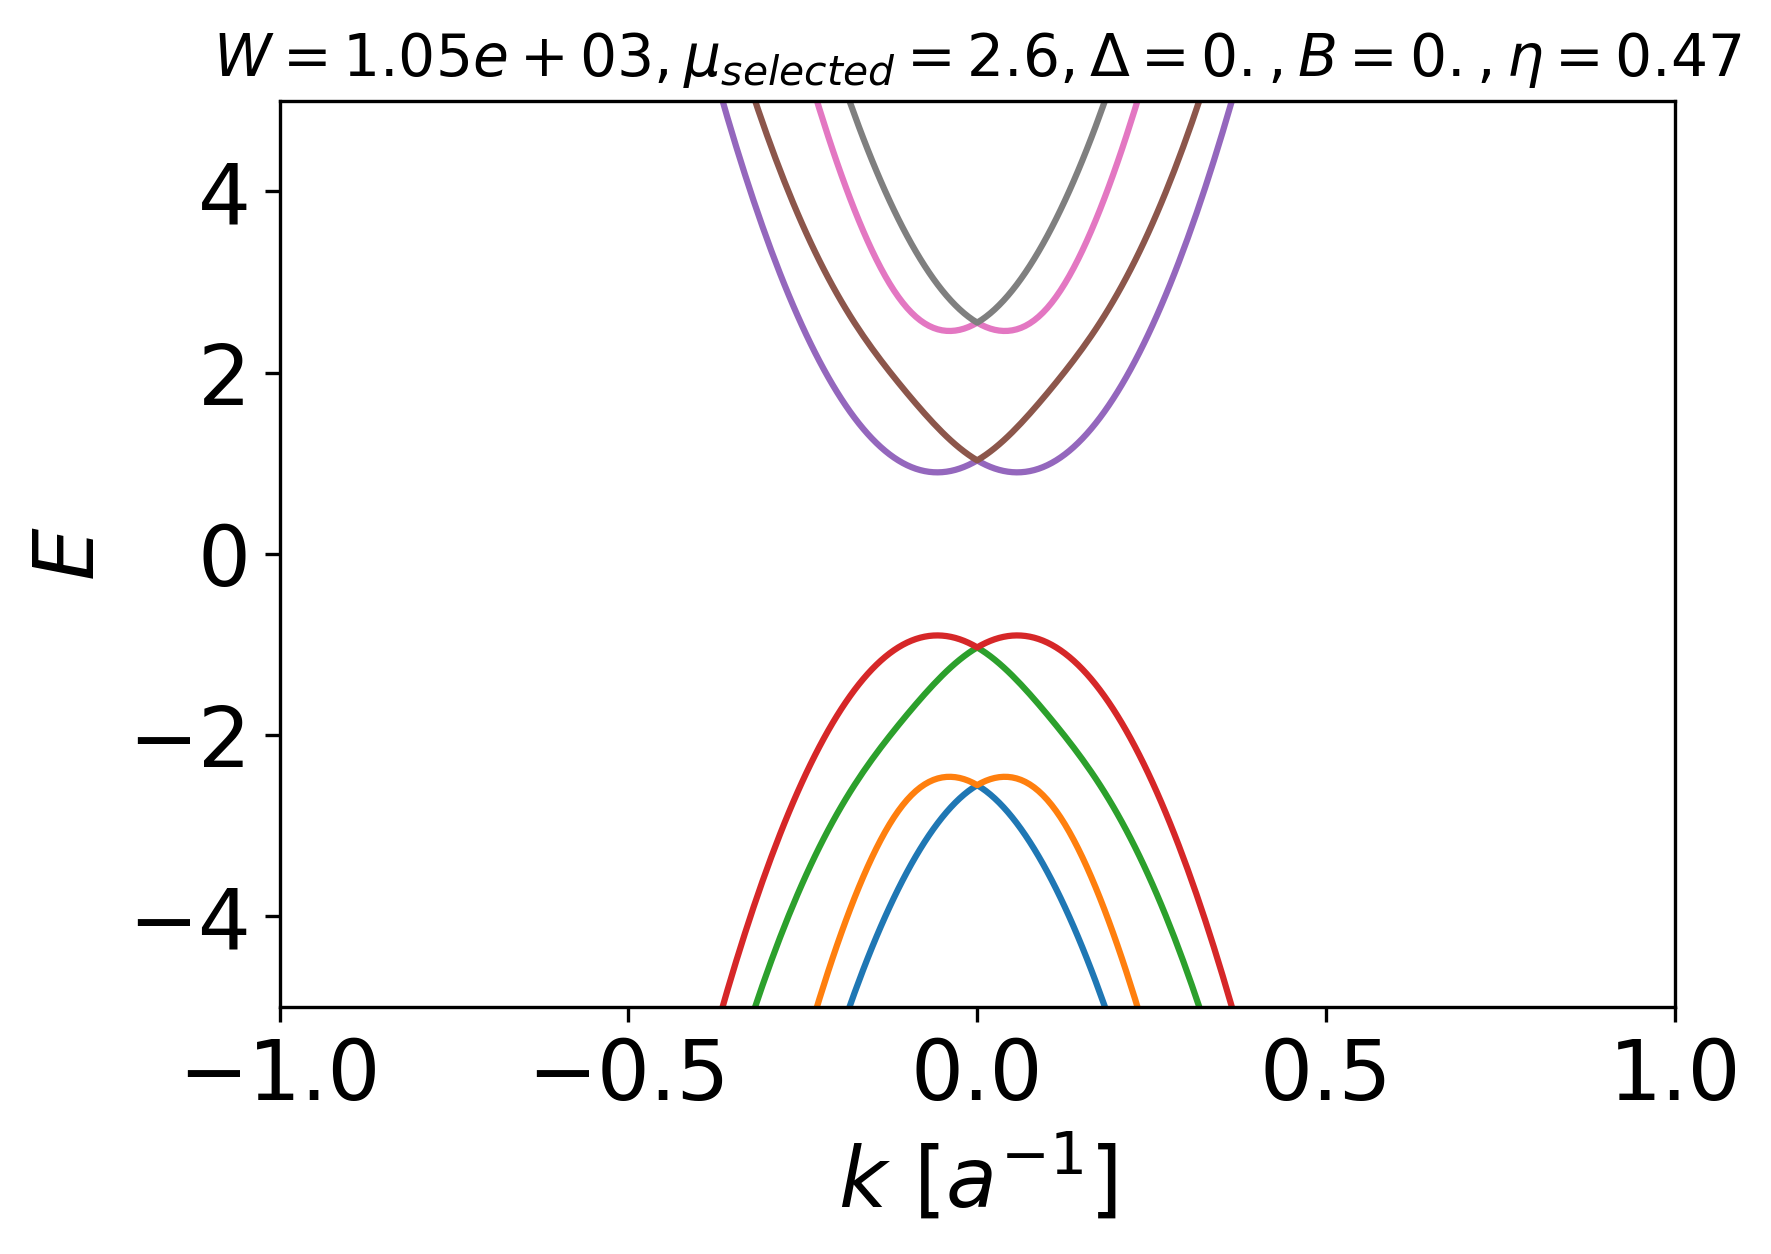 W = 1.05e + 03, μ_selected = 2.6, Δ = 0. , B = 0. , η = 0.47
4
2
0
−2
−4
E
−1.0 −0.5 0.0 0.5 1.0
k [a⁻¹]